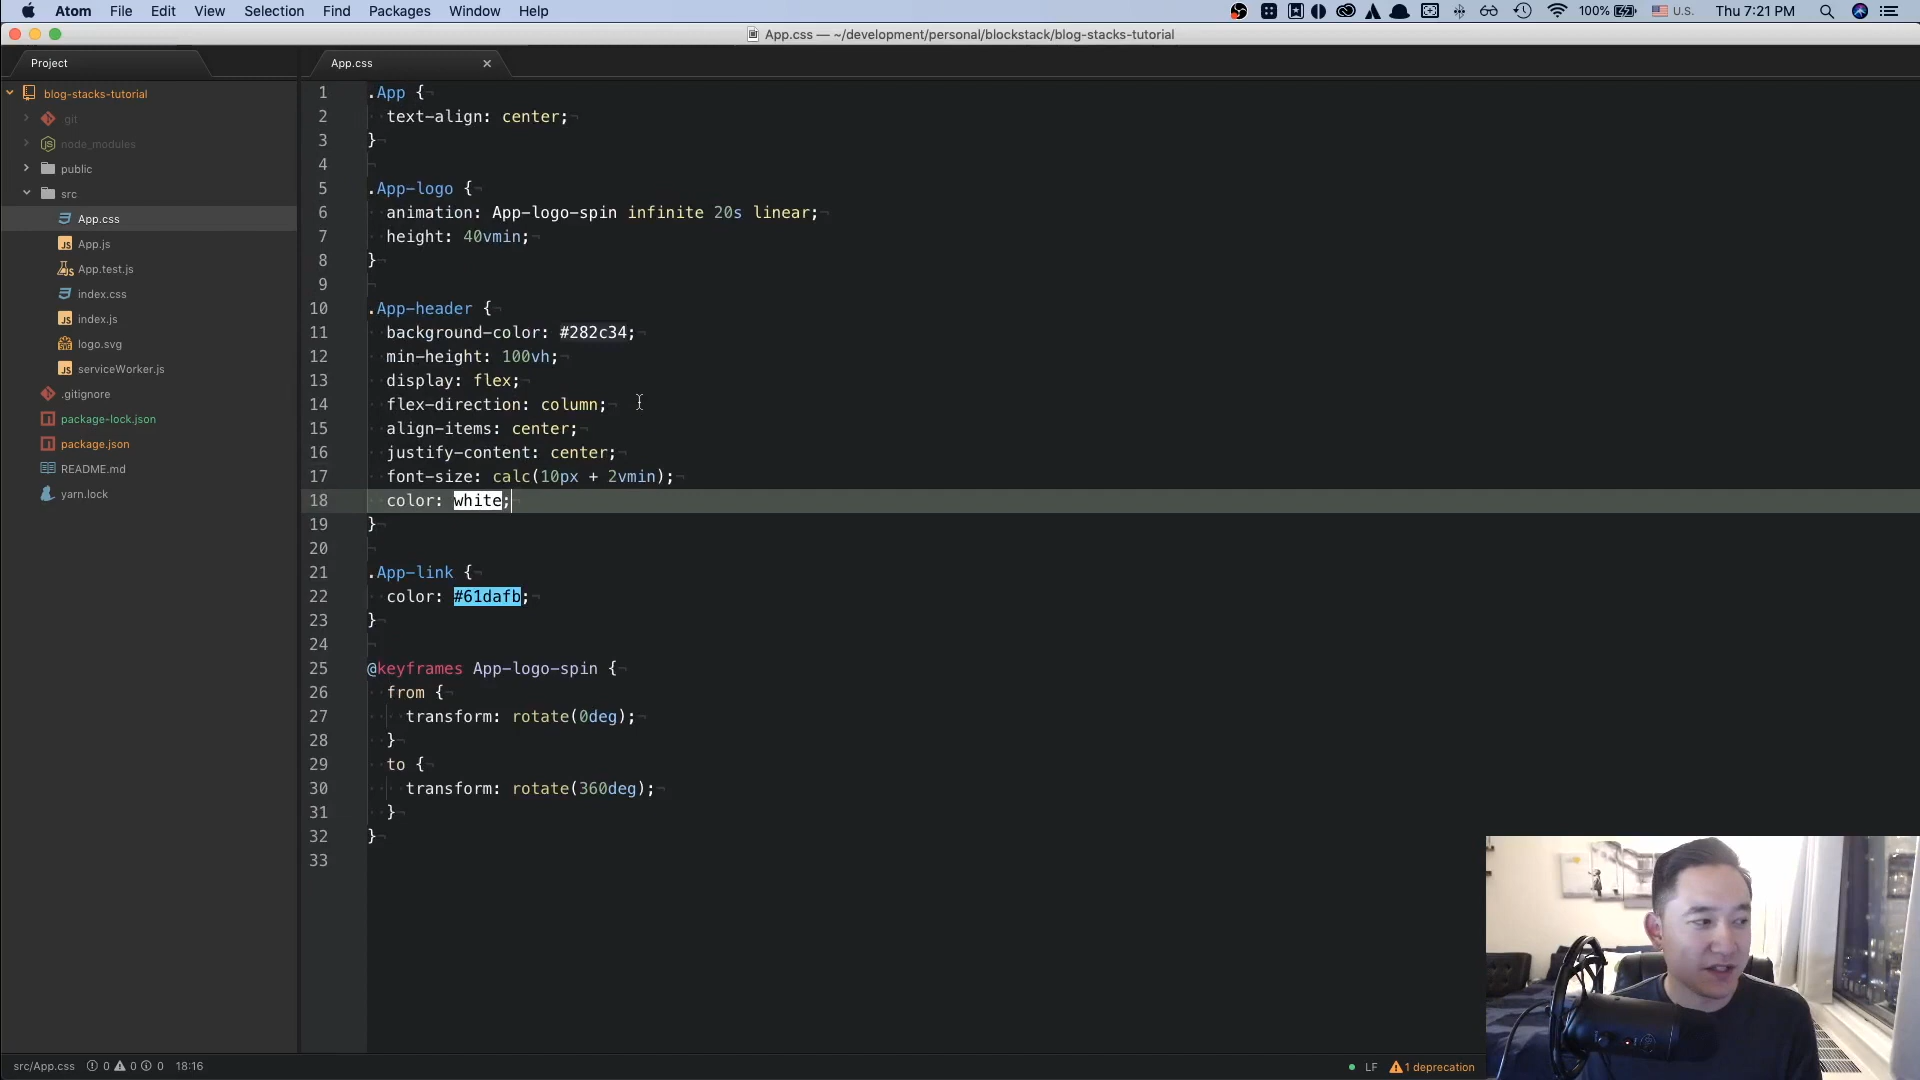 Atom File Edit View Selection Find Packages Window Help 100% U.S. Thu 7:21 PM
App.css — ~/development/personal/blockstack/blog-stacks-tutorial
Project
App.css
blog-stacks-tutorial
.git
node_modules
public
src
App.css
App.js
App.test.js
index.css
index.js
logo.svg
serviceWorker.js
.gitignore
package-lock.json
package.json
README.md
yarn.lock
1 .App {
2 text-align: center;
3 }
4
5 .App-logo {
6 animation: App-logo-spin infinite 20s linear;
7 height: 40vmin;
8 }
9
10 .App-header {
11 background-color: #282c34;
12 min-height: 100vh;
13 display: flex;
14 flex-direction: column;
15 align-items: center;
16 justify-content: center;
17 font-size: calc(10px + 2vmin);
18 color: white;
19 }
20
21 .App-link {
22 color: #61dafb;
23 }
24
25 @keyframes App-logo-spin {
26 from {
27 transform: rotate(0deg);
28 }
29 to {
30 transform: rotate(360deg);
31 }
32 }
33
src/App.css 0 0 0 18:16 LF 1 deprecation